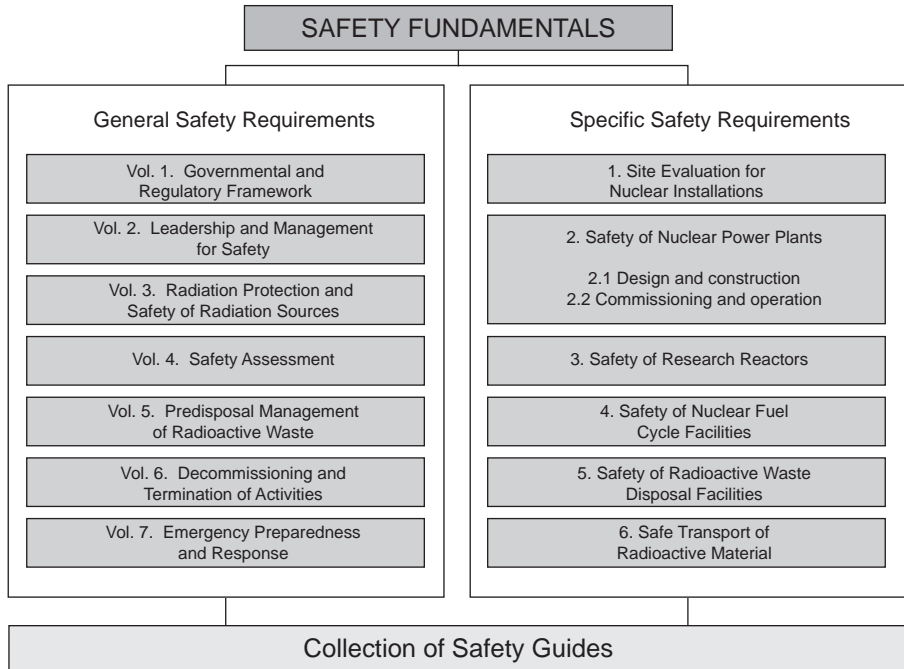 SAFETY FUNDAMENTALS
General Safety Requirements
Vol. 1. Governmental and
Regulatory Framework
Vol. 2. Leadership and Management
for Safety
Vol. 3. Radiation Protection and
Safety of Radiation Sources
Vol. 4. Safety Assessment
Vol. 5. Predisposal Management
of Radioactive Waste
Vol. 6. Decommissioning and
Termination of Activities
Vol. 7. Emergency Preparedness
and Response
Specific Safety Requirements
1. Site Evaluation for
Nuclear Installations
2. Safety of Nuclear Power Plants
2.1 Design and construction
2.2 Commissioning and operation
3. Safety of Research Reactors
4. Safety of Nuclear Fuel
Cycle Facilities
5. Safety of Radioactive Waste
Disposal Facilities
6. Safe Transport of
Radioactive Material
Collection of Safety Guides